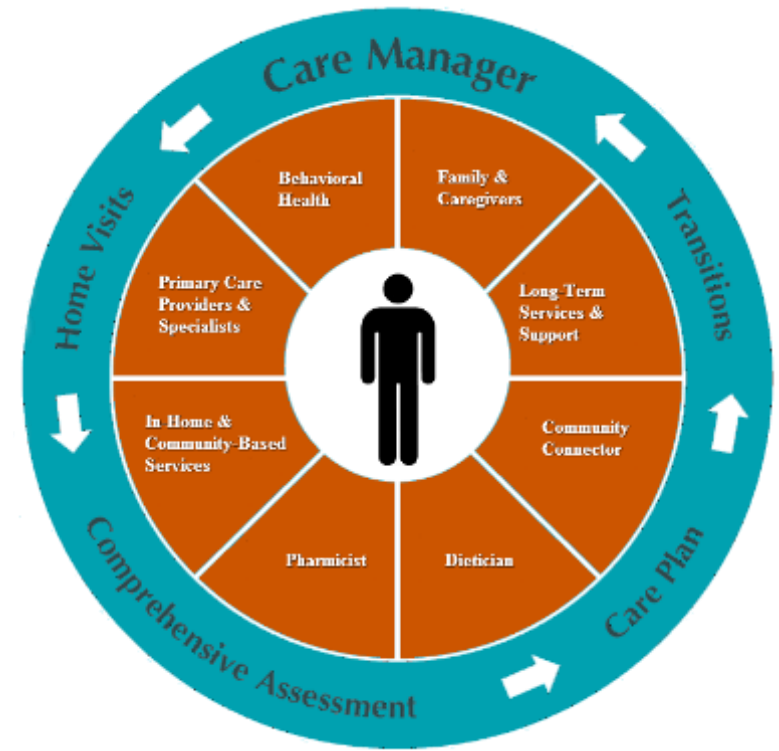 Care Manager
Behavioral
Health
Family &
Caregivers
Home Visits
Transitions
Primary Care
Providers &
Specialists
Long-Term
Services &
Support
In Home &
Community-Based
Services
Community
Connector
Pharmicist
Dietician
Comprehensive Assessment
Care Plan